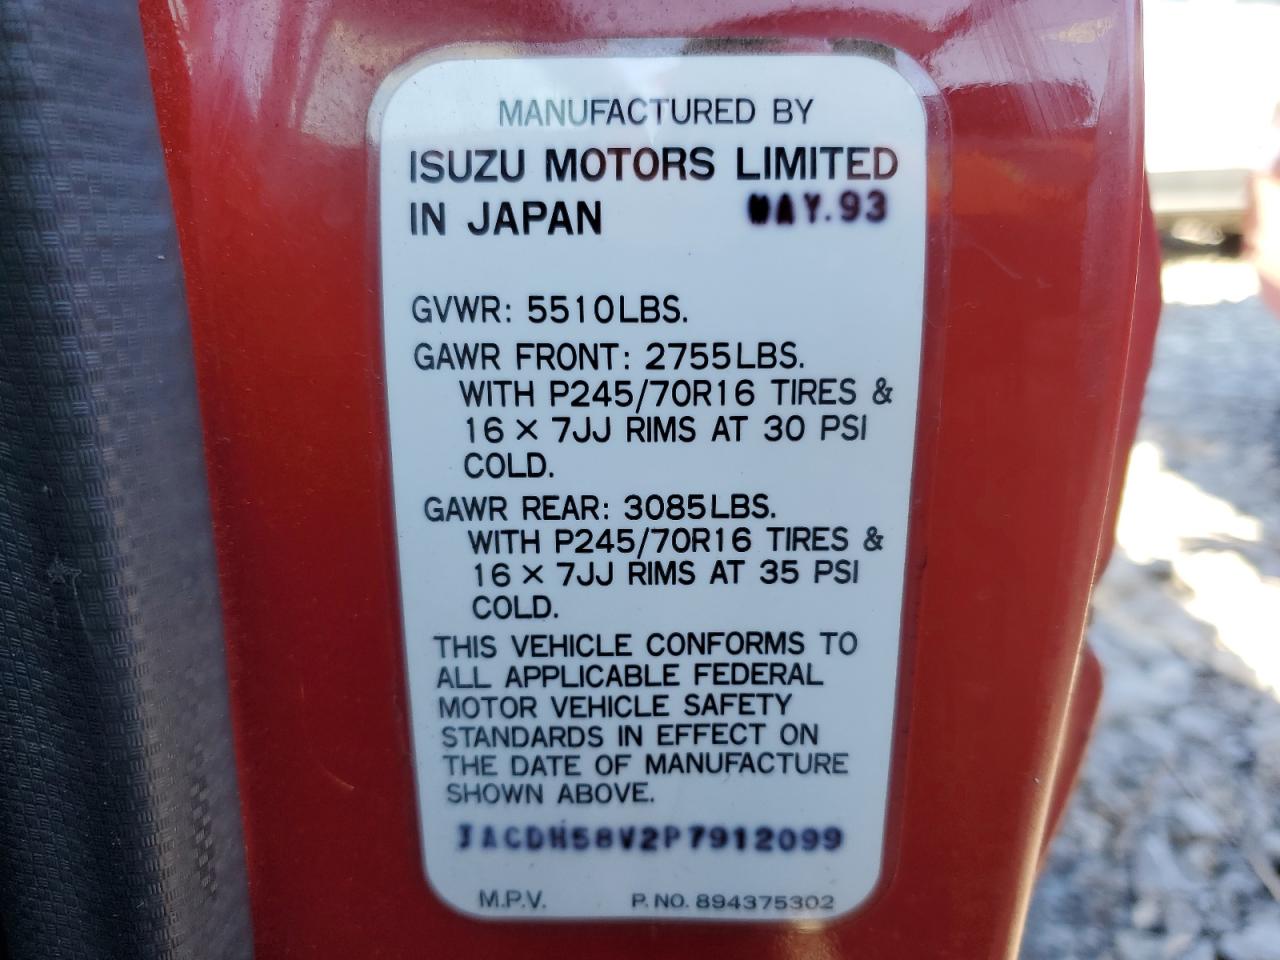 MANUFACTURED BY
ISUZU MOTORS LIMITED
IN JAPAN MAY.93
GVWR: 5510LBS.
GAWR FRONT: 2755LBS.
WITH P245/70R16 TIRES &
16 × 7JJ RIMS AT 30 PSI
COLD.
GAWR REAR: 3085LBS.
WITH P245/70R16 TIRES &
16 × 7JJ RIMS AT 35 PSI
COLD.
THIS VEHICLE CONFORMS TO
ALL APPLICABLE FEDERAL
MOTOR VEHICLE SAFETY
STANDARDS IN EFFECT ON
THE DATE OF MANUFACTURE
SHOWN ABOVE.
JACDH58V2P7912099
M.P.V. P.NO. 894375302